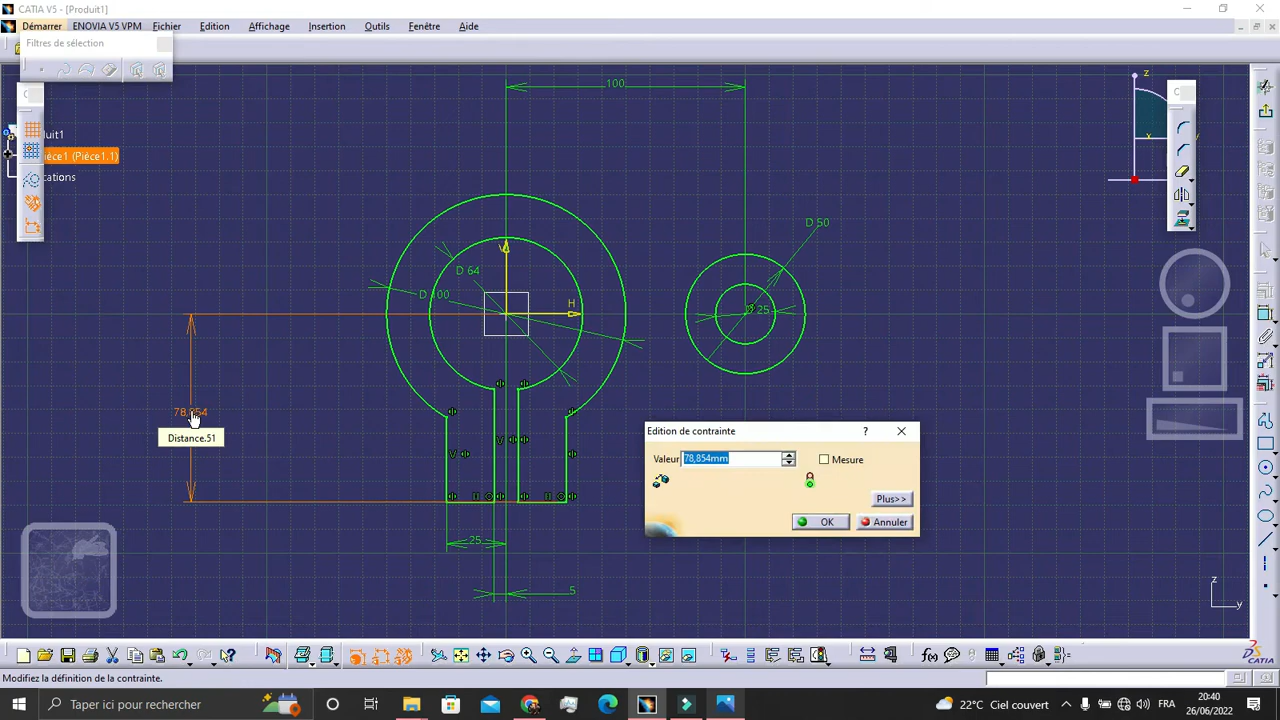 CATIA V5 - [Produit1]
Démarrer ENOVIA V5 VPM Fichier Edition Affichage Insertion Outils Fenêtre Aide
Filtres de sélection
C
C
z
x
y
duit1
Pièce1 (Pièce1.1)
cations
100
D 50
V
D 64
H
D 100
D 25
78,854
Distance.51
V
V
H
H
25
5
Edition de contrainte
?
Valeur 78,854mm
Mesure
Plus>>
OK
Annuler
z
y
CATIA
Modifiez la définition de la contrainte.
Taper ici pour rechercher
22°C Ciel couvert
FRA
20:40
26/06/2022